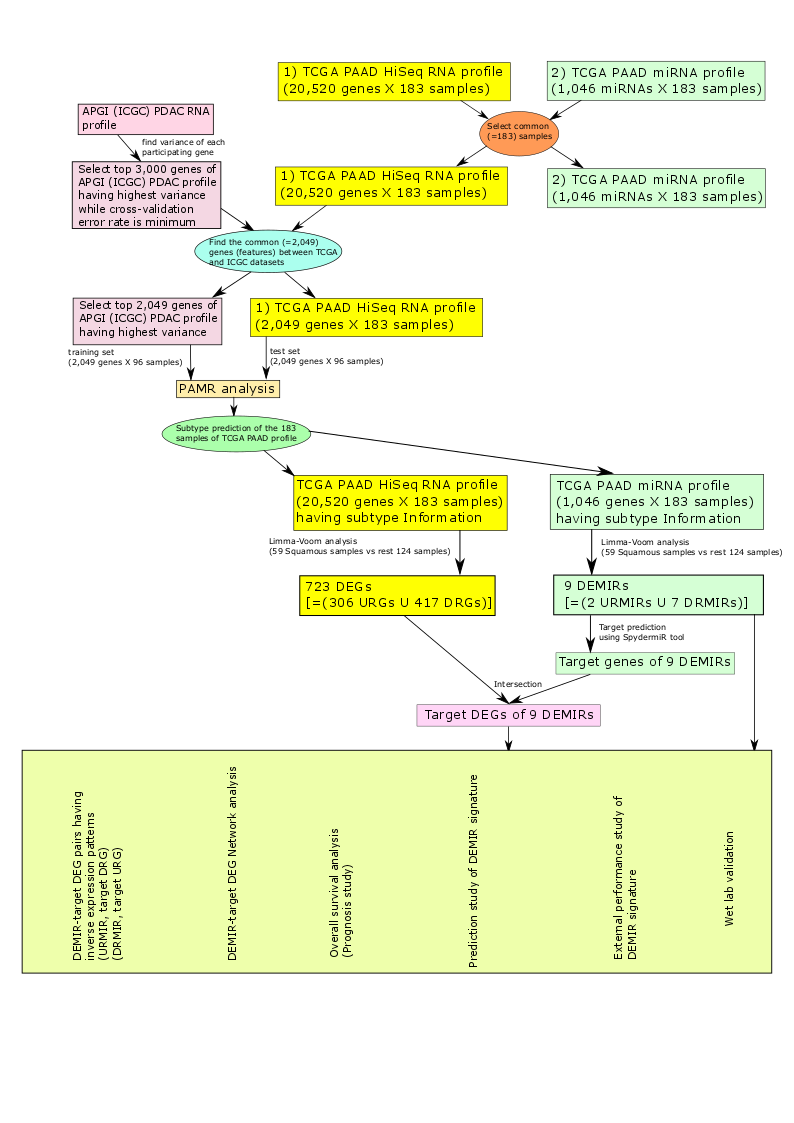 1) TCGA PAAD HiSeq RNA profile
(20,520 genes X 183 samples)
2) TCGA PAAD miRNA profile
(1,046 miRNAs X 183 samples)
APGI (ICGC) PDAC RNA
profile
Select common
(=183) samples
find variance of each
participating gene
Select top 3,000 genes of
APGI (ICGC) PDAC profile
having highest variance
while cross-validation
error rate is minimum
1) TCGA PAAD HiSeq RNA profile
(20,520 genes X 183 samples)
2) TCGA PAAD miRNA profile
(1,046 miRNAs X 183 samples)
Find the common (=2,049)
genes (features) between TCGA
and ICGC datasets
Select top 2,049 genes of
APGI (ICGC) PDAC profile
having highest variance
1) TCGA PAAD HiSeq RNA profile
(2,049 genes X 183 samples)
training set
(2,049 genes X 96 samples)
test set
(2,049 genes X 96 samples)
PAMR analysis
Subtype prediction of the 183
samples of TCGA PAAD profile
TCGA PAAD HiSeq RNA profile
(20,520 genes X 183 samples)
having subtype Information
TCGA PAAD miRNA profile
(1,046 genes X 183 samples)
having subtype Information
Limma-Voom analysis
(59 Squamous samples vs rest 124 samples)
Limma-Voom analysis
(59 Squamous samples vs rest 124 samples)
723 DEGs
[=(306 URGs U 417 DRGs)]
9 DEMIRs
[=(2 URMIRs U 7 DRMIRs)]
Target prediction
using SpydermiR tool
Target genes of 9 DEMIRs
Intersection
Target DEGs of 9 DEMIRs
DEMIR-target DEG pairs having
inverse expression patterns
(URMIR, target DRG)
(DRMIR, target URG)
DEMIR-target DEG Network analysis
Overall survival analysis
(Prognosis study)
Prediction study of DEMIR signature
External performance study of
DEMIR signature
Wet lab validation